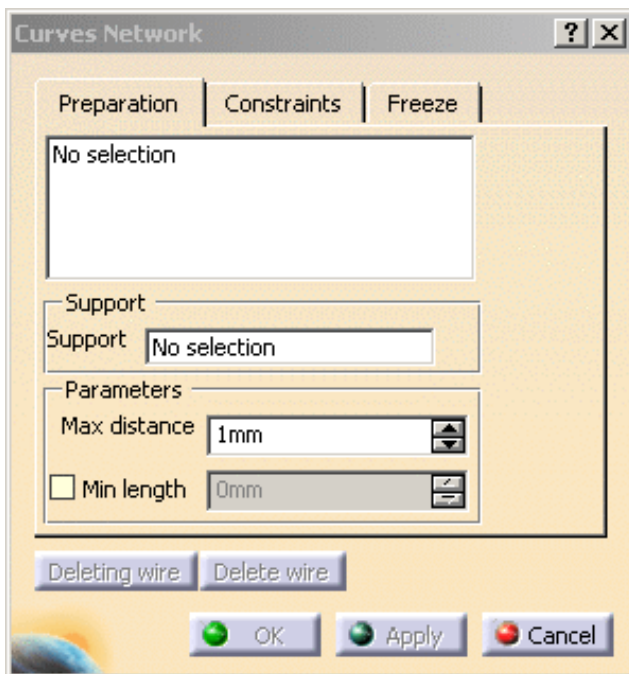 Curves Network
Preparation Constraints Freeze
No selection
Support
Support No selection
Parameters
Max distance 1mm
Min length 0mm
Deleting wire Delete wire
OK Apply Cancel